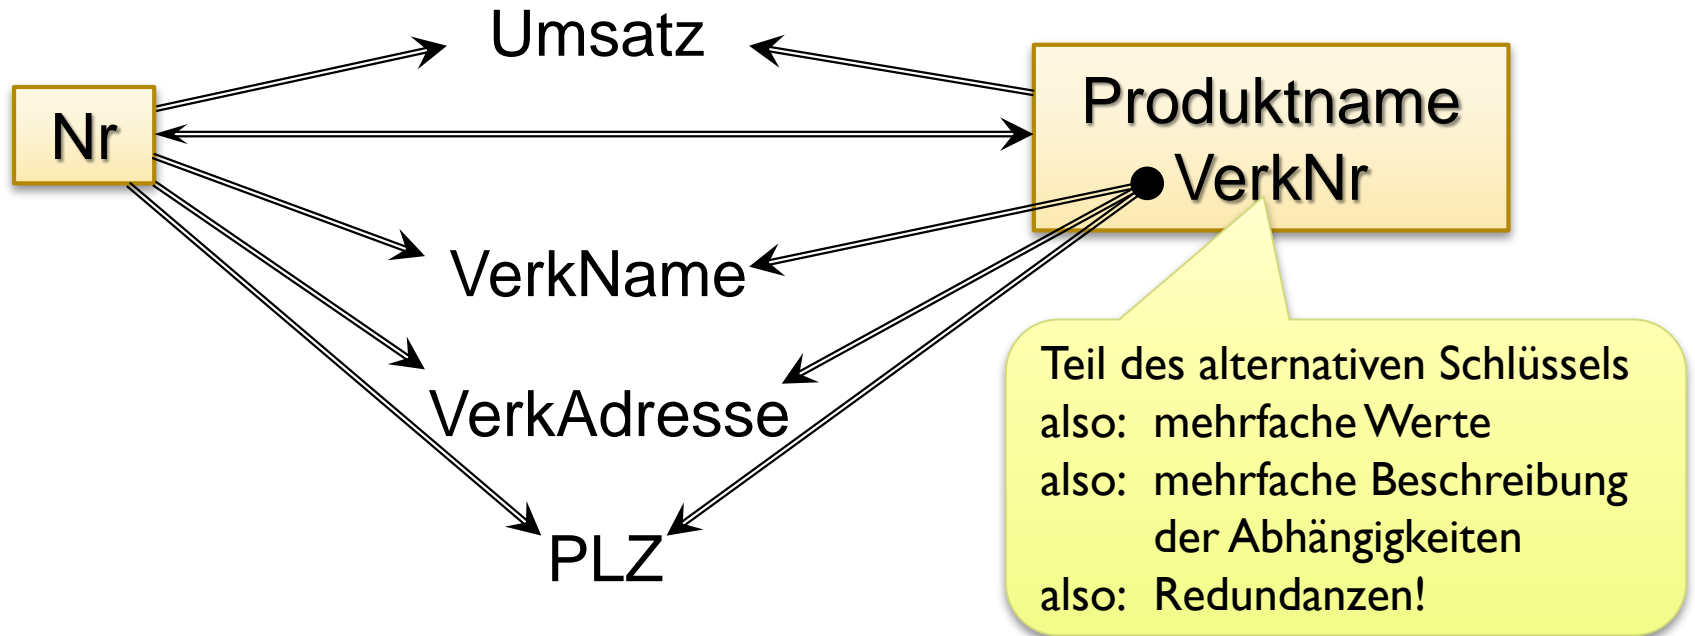 Umsatz
Nr
Produktname
VerkNr
VerkName
VerkAdresse
PLZ
Teil des alternativen Schlüssels
also: mehrfache Werte
also: mehrfache Beschreibung
der Abhängigkeiten
also: Redundanzen!